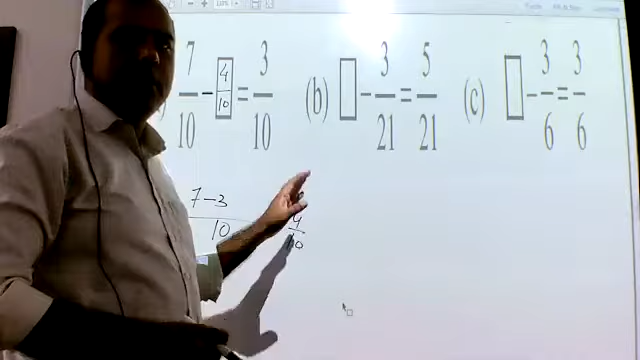 7/10 - 4/10 = 3/10 (b) □ - 3/21 = 5/21 (c) □ - 3/6 = 3/6
7-3/10 4/10